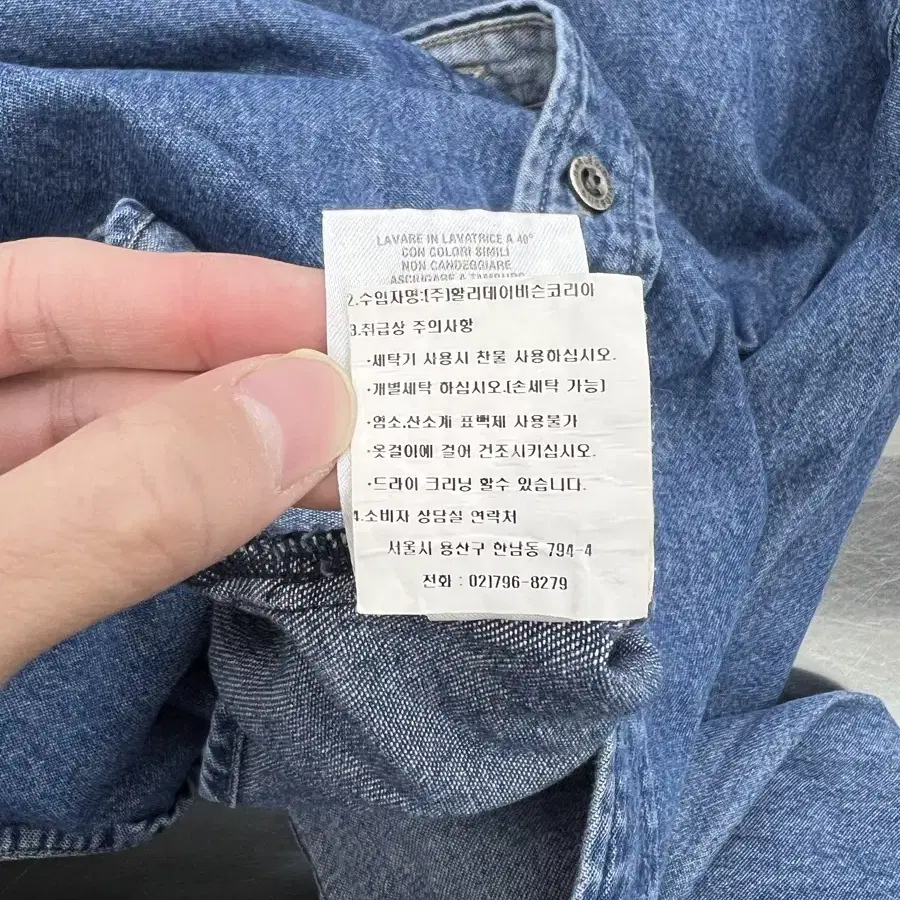 LAVARE IN LAVATRICE A 40°
CON COLORI SIMILI
NON CANDEGGIARE
ASCIUGARE A TAMBURO
2.수입자명:(주)할리데이비슨코리아
3.취급상 주의사항
·세탁기 사용시 찬물 사용하십시오.
·개별세탁 하십시오.(손세탁 가능)
·염소.산소계 표백제 사용불가
·옷걸이에 걸어 건조시키십시오.
·드라이 크리닝 할수 있습니다.
4.소비자 상담실 연락처
서울시 용산구 한남동 794-4
전화 : 02)796-8279